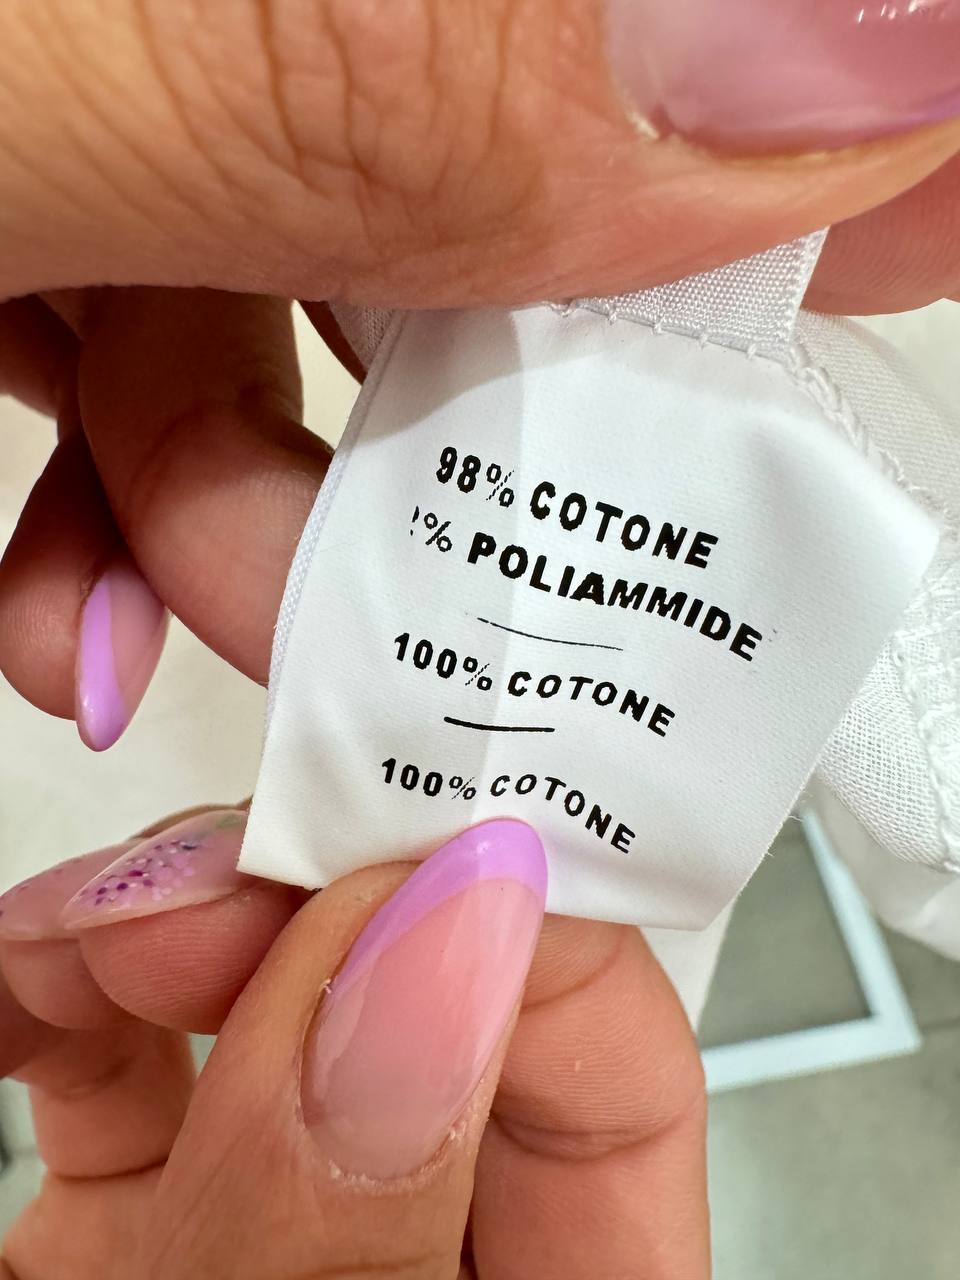 98% COTONE
% POLIAMMIDE
100% COTONE
100% COTONE